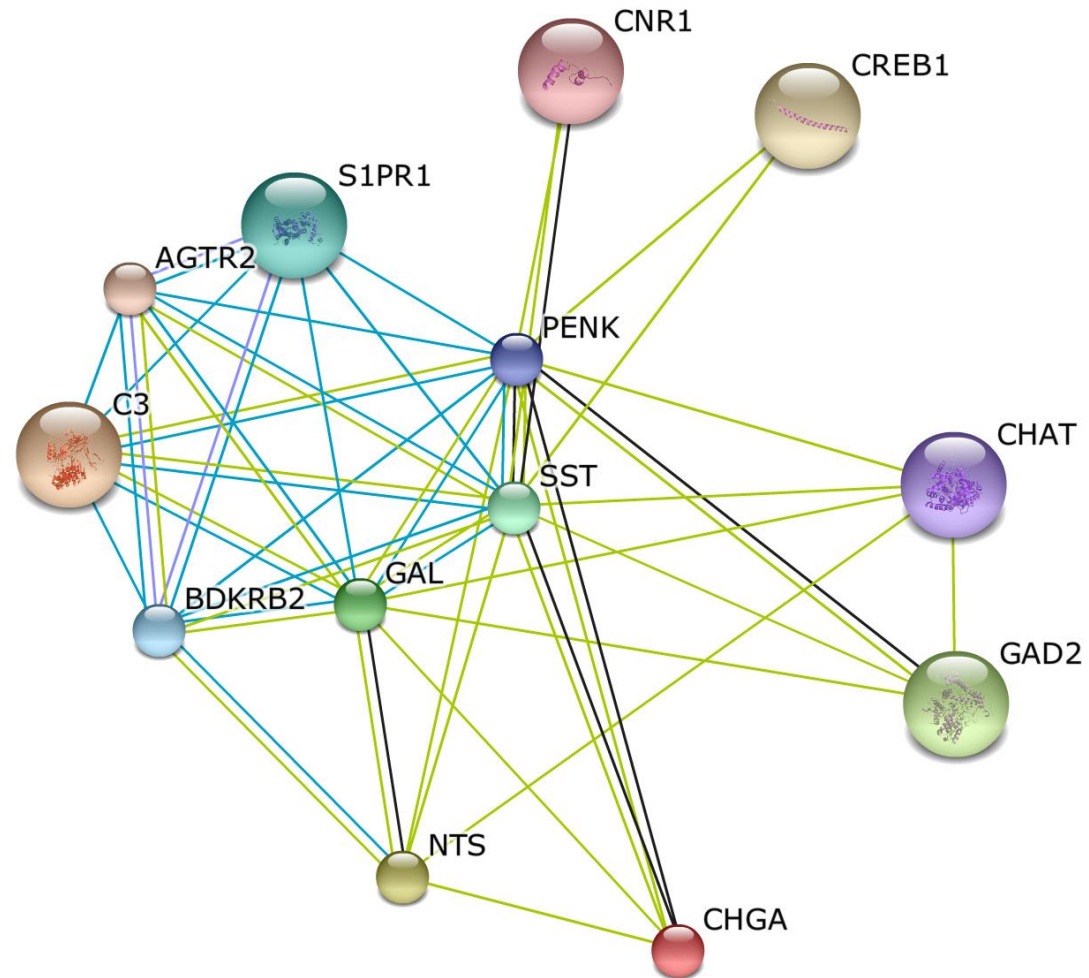 CNR1
CREB1
S1PR1
AGTR2
PENK
C3
CHAT
SST
GAL
BDKRB2
GAD2
NTS
CHGA